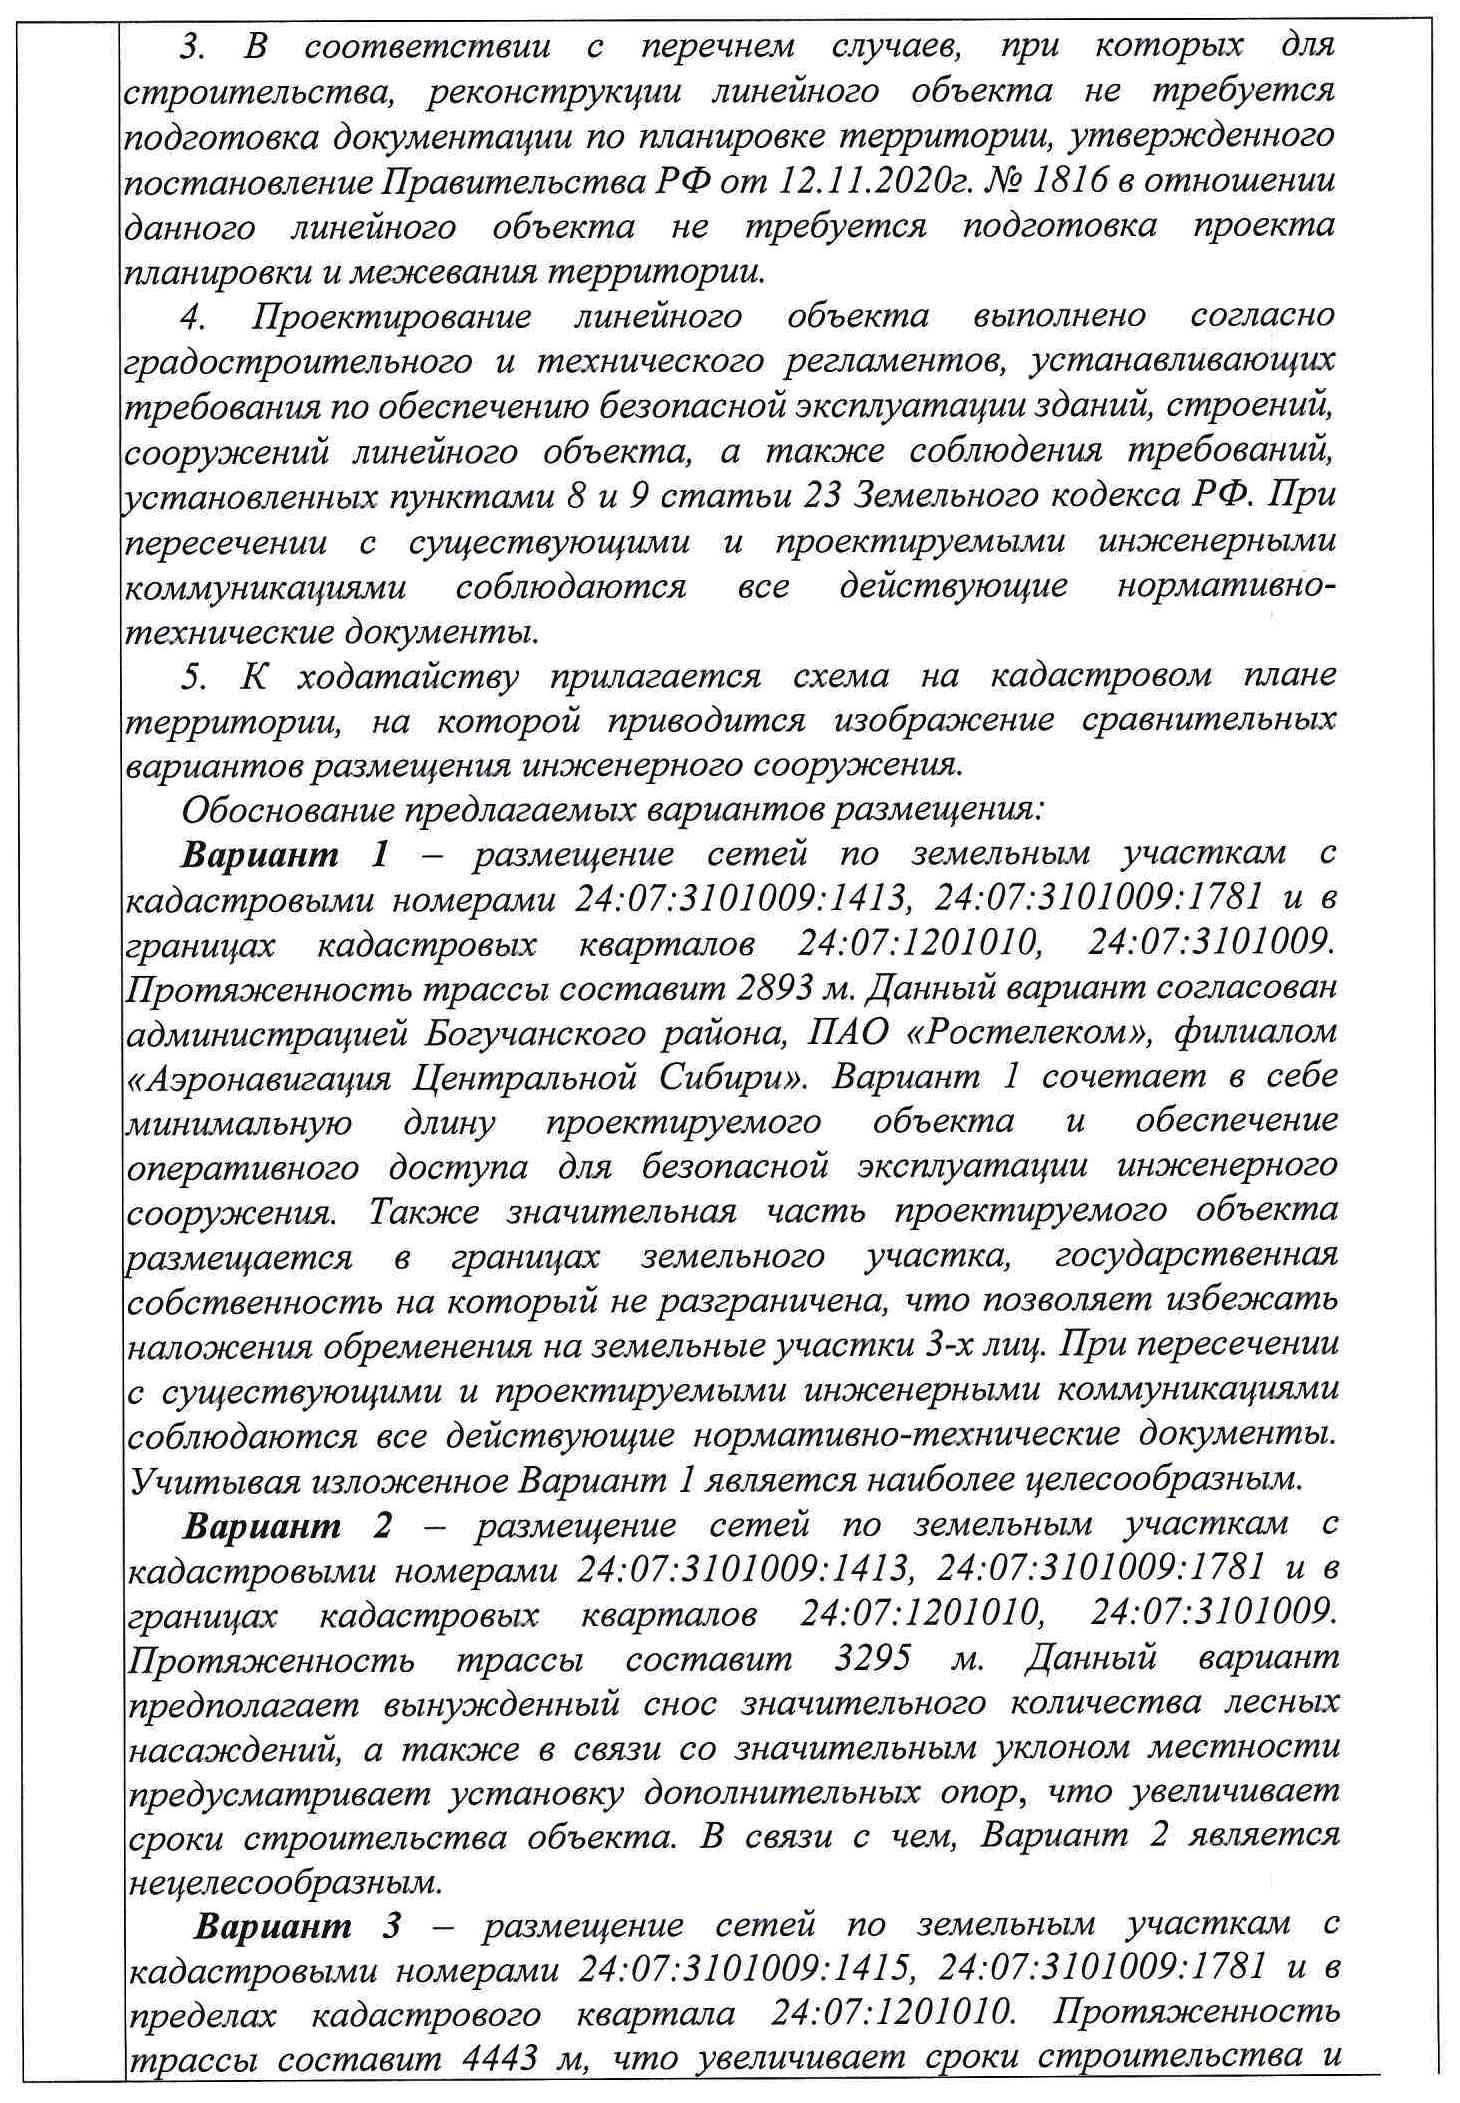 3. В соответствии с перечнем случаев, при которых для
строительства, реконструкции линейного объекта не требуется
подготовка документации по планировке территории, утвержденного
постановление Правительства РФ от 12.11.2020г. № 1816 в отношении
данного линейного объекта не требуется подготовка проекта
планировки и межевания территории.
4. Проектирование линейного объекта выполнено согласно
градостроительного и технического регламентов, устанавливающих
требования по обеспечению безопасной эксплуатации зданий, строений,
сооружений линейного объекта, а также соблюдения требований,
установленных пунктами 8 и 9 статьи 23 Земельного кодекса РФ. При
пересечении с существующими и проектируемыми инженерными
коммуникациями соблюдаются все действующие нормативно-
технические документы.
5. К ходатайству прилагается схема на кадастровом плане
территории, на которой приводится изображение сравнительных
вариантов размещения инженерного сооружения.
Обоснование предлагаемых вариантов размещения:
Вариант 1 – размещение сетей по земельным участкам с
кадастровыми номерами 24:07:3101009:1413, 24:07:3101009:1781 и в
границах кадастровых кварталов 24:07:1201010, 24:07:3101009.
Протяженность трассы составит 2893 м. Данный вариант согласован
администрацией Богучанского района, ПАО «Ростелеком», филиалом
«Аэронавигация Центральной Сибири». Вариант 1 сочетает в себе
минимальную длину проектируемого объекта и обеспечение
оперативного доступа для безопасной эксплуатации инженерного
сооружения. Также значительная часть проектируемого объекта
размещается в границах земельного участка, государственная
собственность на который не разграничена, что позволяет избежать
наложения обременения на земельные участки 3-х лиц. При пересечении
с существующими и проектируемыми инженерными коммуникациями
соблюдаются все действующие нормативно-технические документы.
Учитывая изложенное Вариант 1 является наиболее целесообразным.
Вариант 2 – размещение сетей по земельным участкам с
кадастровыми номерами 24:07:3101009:1413, 24:07:3101009:1781 и в
границах кадастровых кварталов 24:07:1201010, 24:07:3101009.
Протяженность трассы составит 3295 м. Данный вариант
предполагает вынужденный снос значительного количества лесных
насаждений, а также в связи со значительным уклоном местности
предусматривает установку дополнительных опор, что увеличивает
сроки строительства объекта. В связи с чем, Вариант 2 является
нецелесообразным.
Вариант 3 – размещение сетей по земельным участкам с
кадастровыми номерами 24:07:3101009:1415, 24:07:3101009:1781 и в
пределах кадастрового квартала 24:07:1201010. Протяженность
трассы составит 4443 м, что увеличивает сроки строительства и